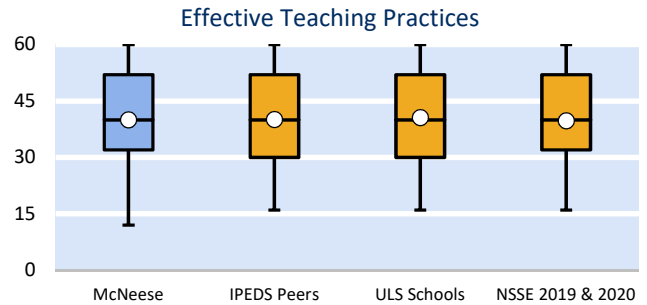 Effective Teaching Practices
60
45
30
15
0
McNeese IPEDS Peers ULS Schools NSSE 2019 & 2020